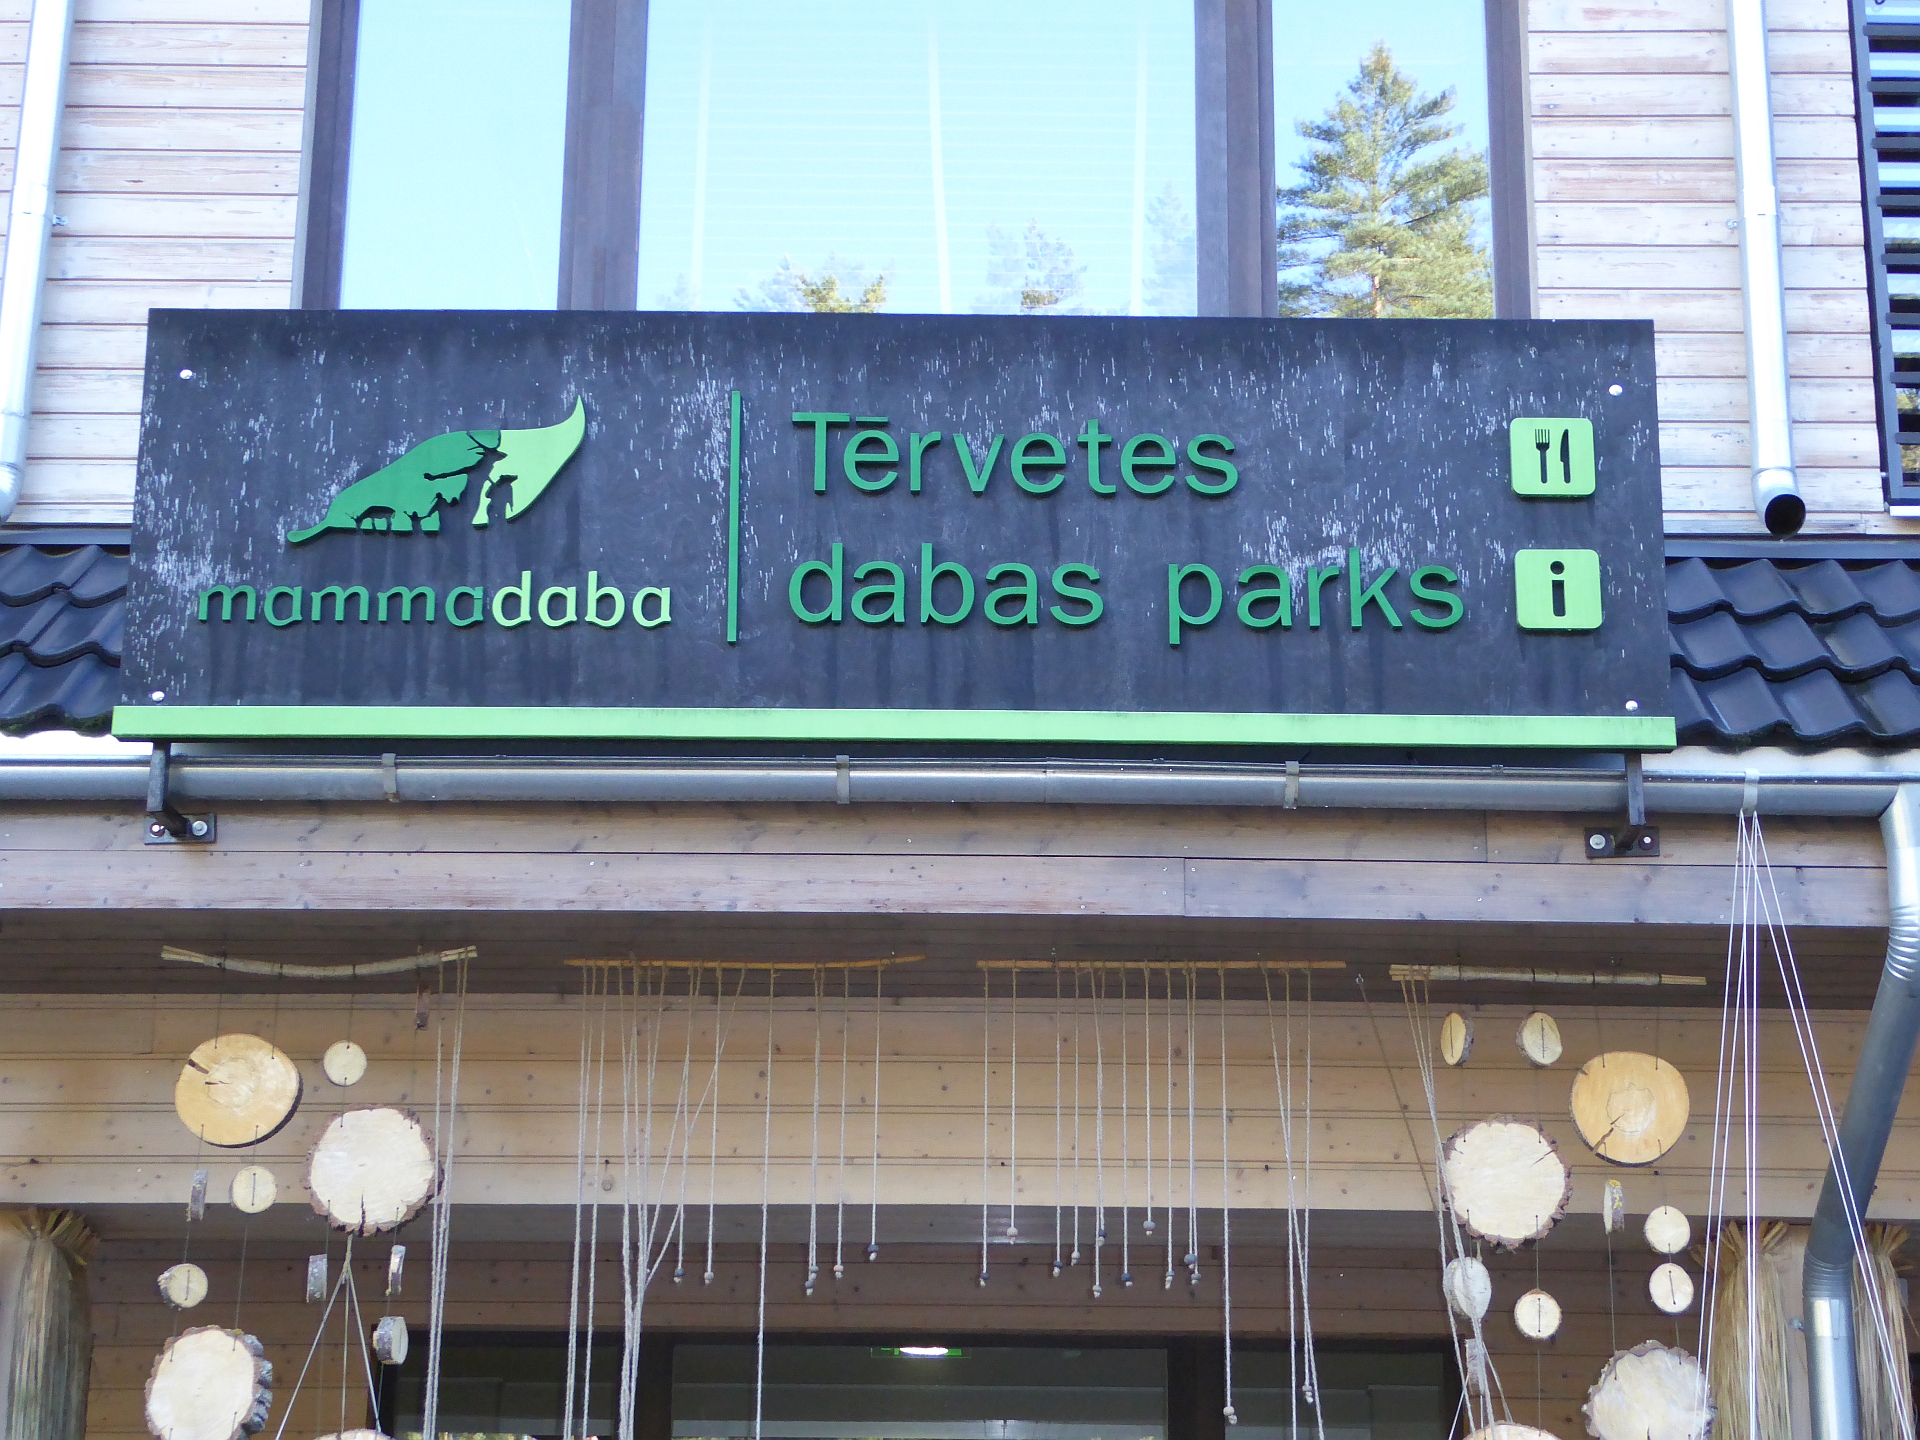 mammadaba
Tērvetes
dabas parks
i